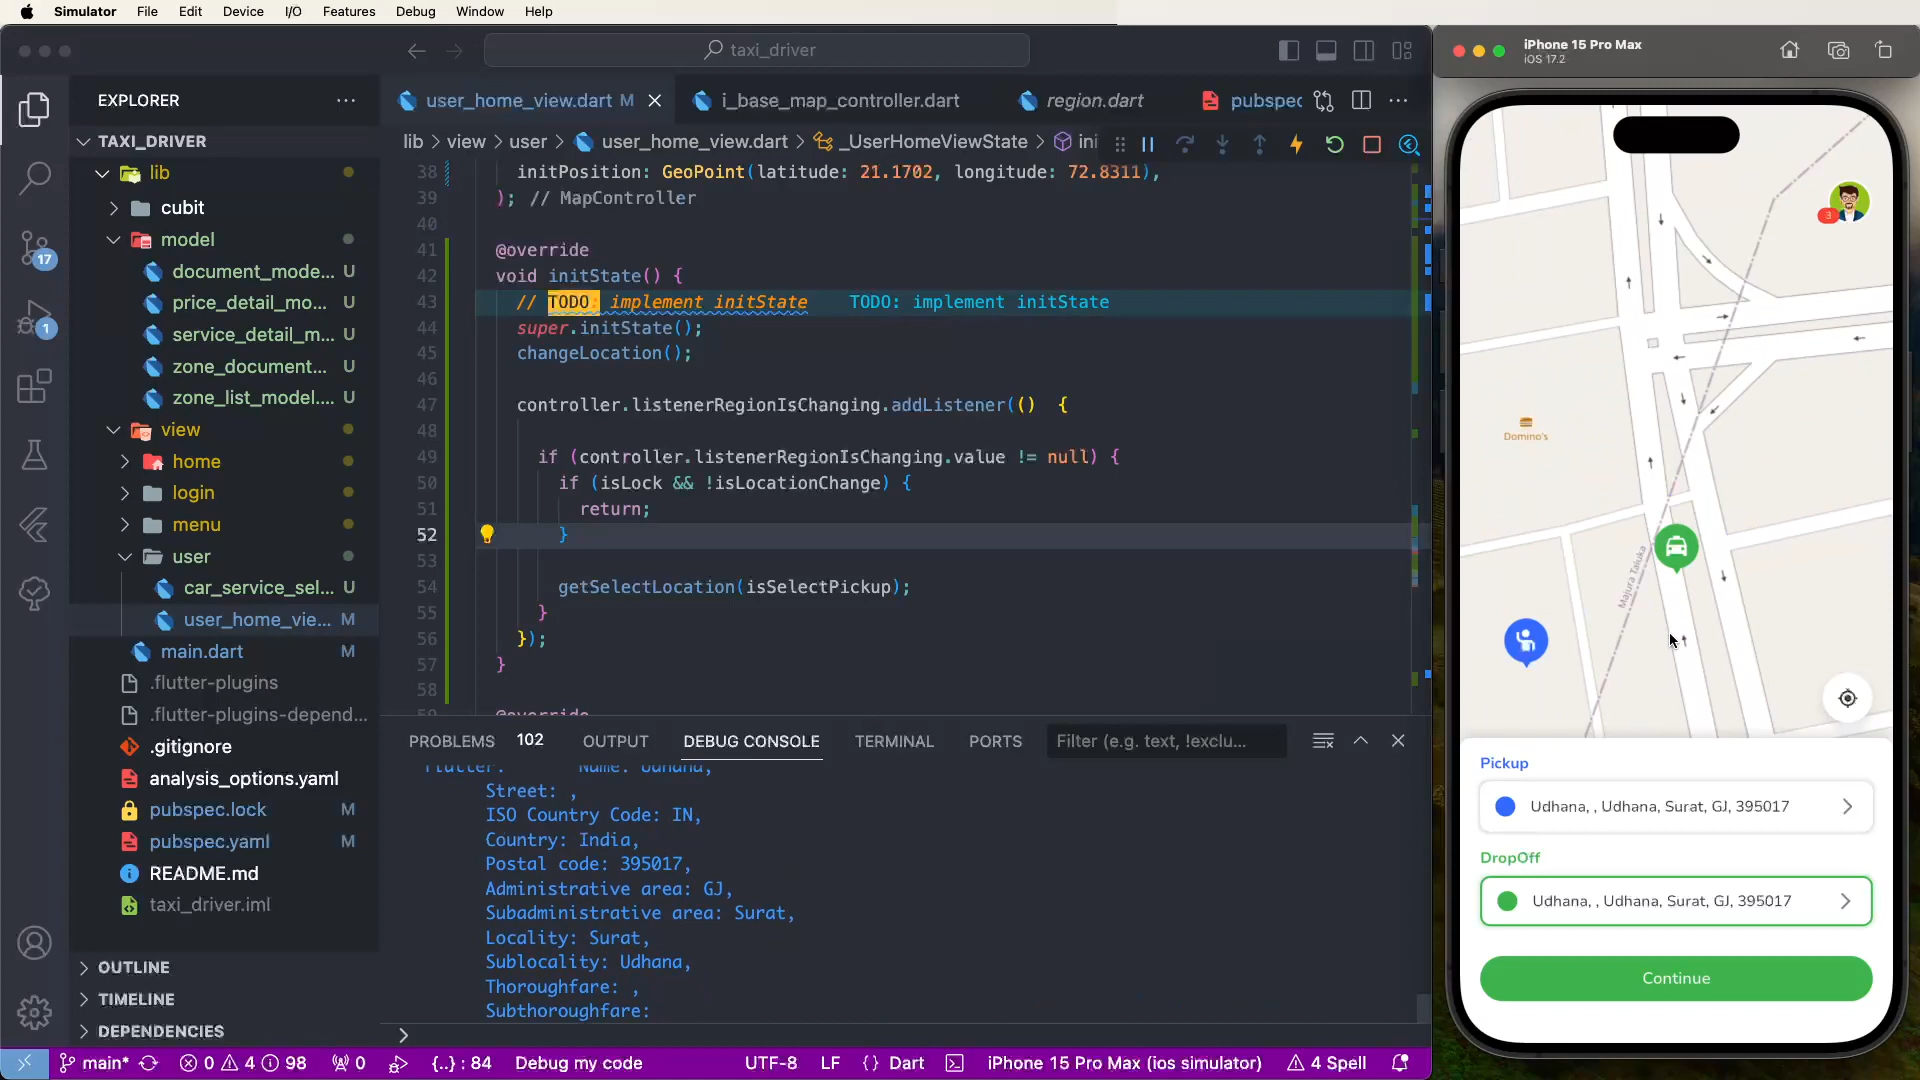 Simulator File Edit Device I/O Features Debug Window Help
taxi_driver
iPhone 15 Pro Max
iOS 17.2
EXPLORER
user_home_view.dart M
i_base_map_controller.dart
region.dart
pubspec
TAXI_DRIVER
lib > view > user > user_home_view.dart > _UserHomeViewState > ini
lib
cubit
model
document_mode... U
price_detail_mo... U
service_detail_m... U
zone_document... U
zone_list_model.... U
view
home
login
menu
user
car_service_sel... U
user_home_vie... M
main.dart M
.flutter-plugins
.flutter-plugins-depend...
.gitignore
analysis_options.yaml
pubspec.lock M
pubspec.yaml M
README.md
taxi_driver.iml
OUTLINE
TIMELINE
DEPENDENCIES
17
1
38 initPosition: GeoPoint(latitude: 21.1702, longitude: 72.8311),
39 ); // MapController
40
41 @override
42 void initState() {
43 // TODO: implement initState TODO: implement initState
44 super.initState();
45 changeLocation();
46
47 controller.listenerRegionIsChanging.addListener(() {
48
49 if (controller.listenerRegionIsChanging.value != null) {
50 if (isLock && !isLocationChange) {
51 return;
52 }
53
54 getSelectLocation(isSelectPickup);
55 }
56 });
57 }
58
59 @override
PROBLEMS 102 OUTPUT DEBUG CONSOLE TERMINAL PORTS Filter (e.g. text, !exclu...
flutter: Name: Udhana,
Street: ,
ISO Country Code: IN,
Country: India,
Postal code: 395017,
Administrative area: GJ,
Subadministrative area: Surat,
Locality: Surat,
Sublocality: Udhana,
Thoroughfare: ,
Subthoroughfare:
main* 0 4 98 0 {..} : 84 Debug my code UTF-8 LF {} Dart iPhone 15 Pro Max (ios simulator) 4 Spell
3
Domino's
Majura Taluka
Pickup
Udhana, , Udhana, Surat, GJ, 395017
DropOff
Udhana, , Udhana, Surat, GJ, 395017
Continue